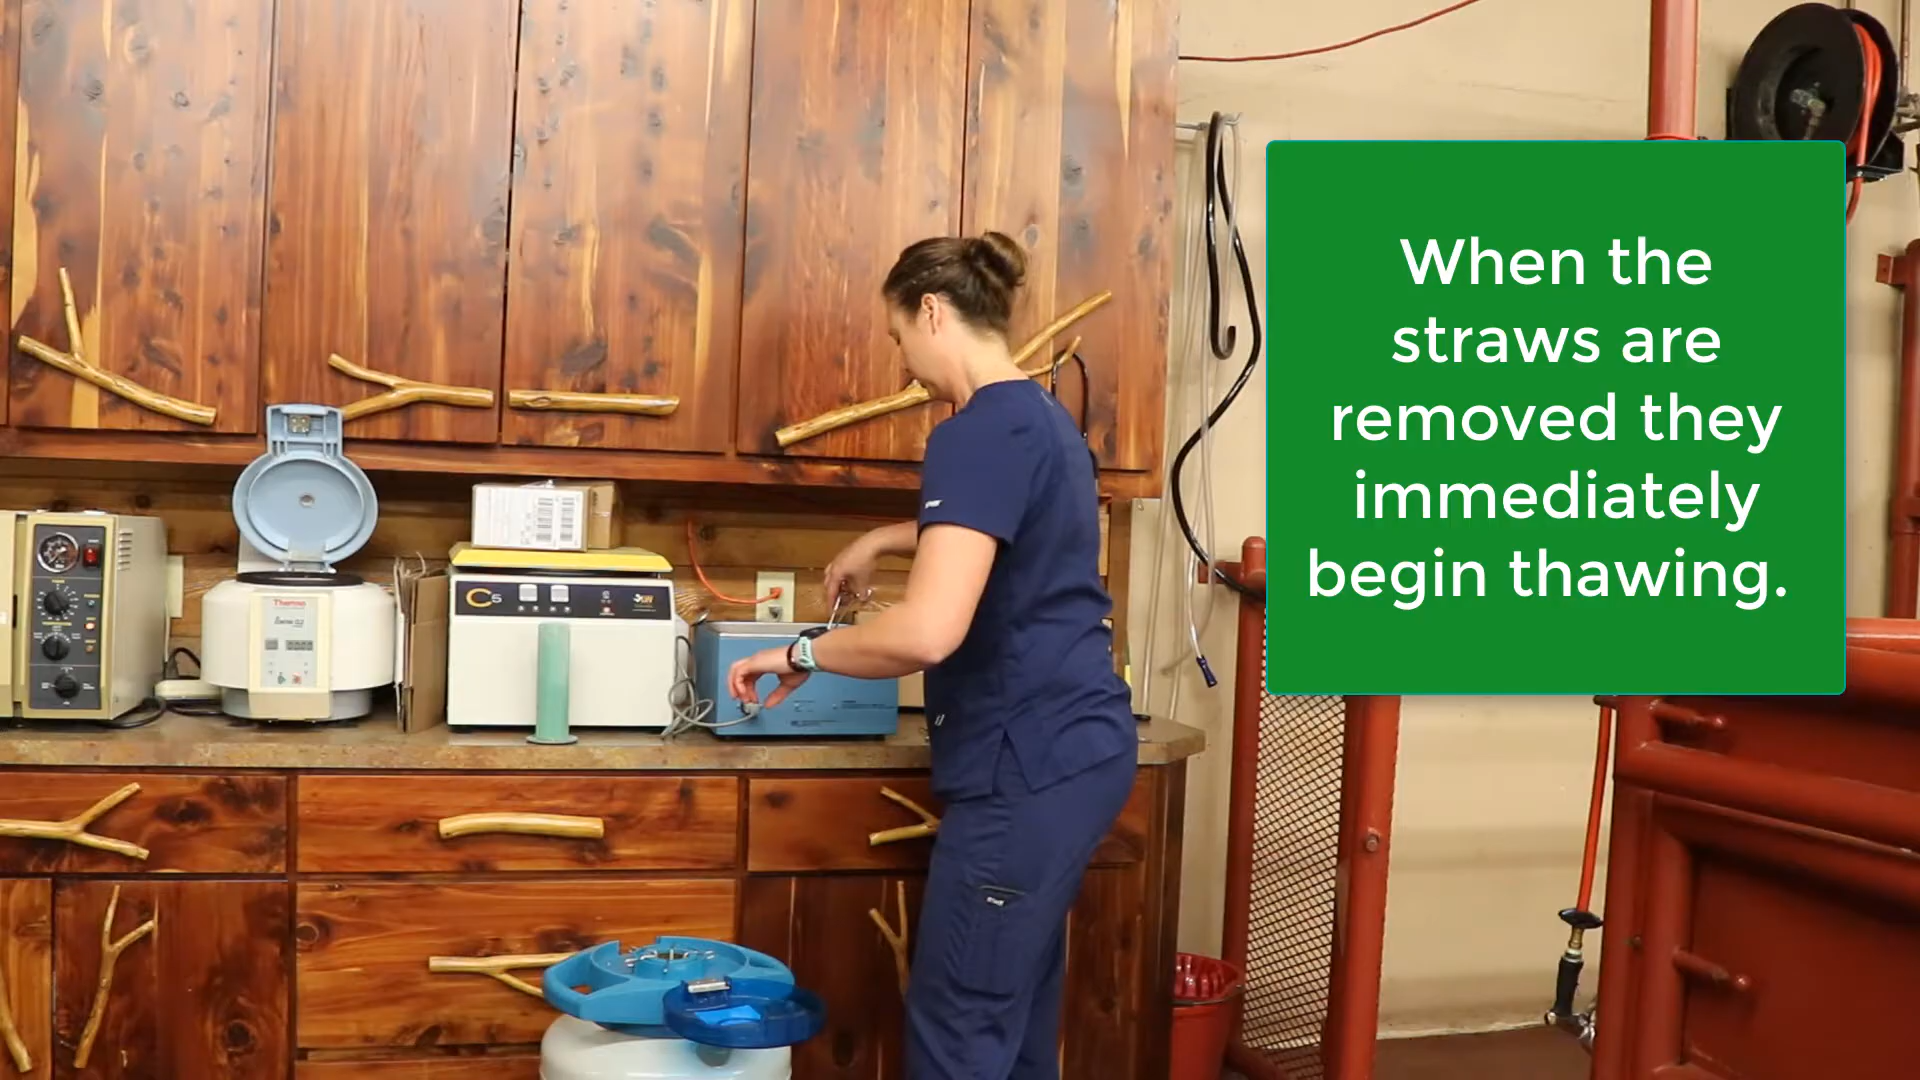 When the
straws are
removed they
immediately
begin thawing.
Thermo
C5